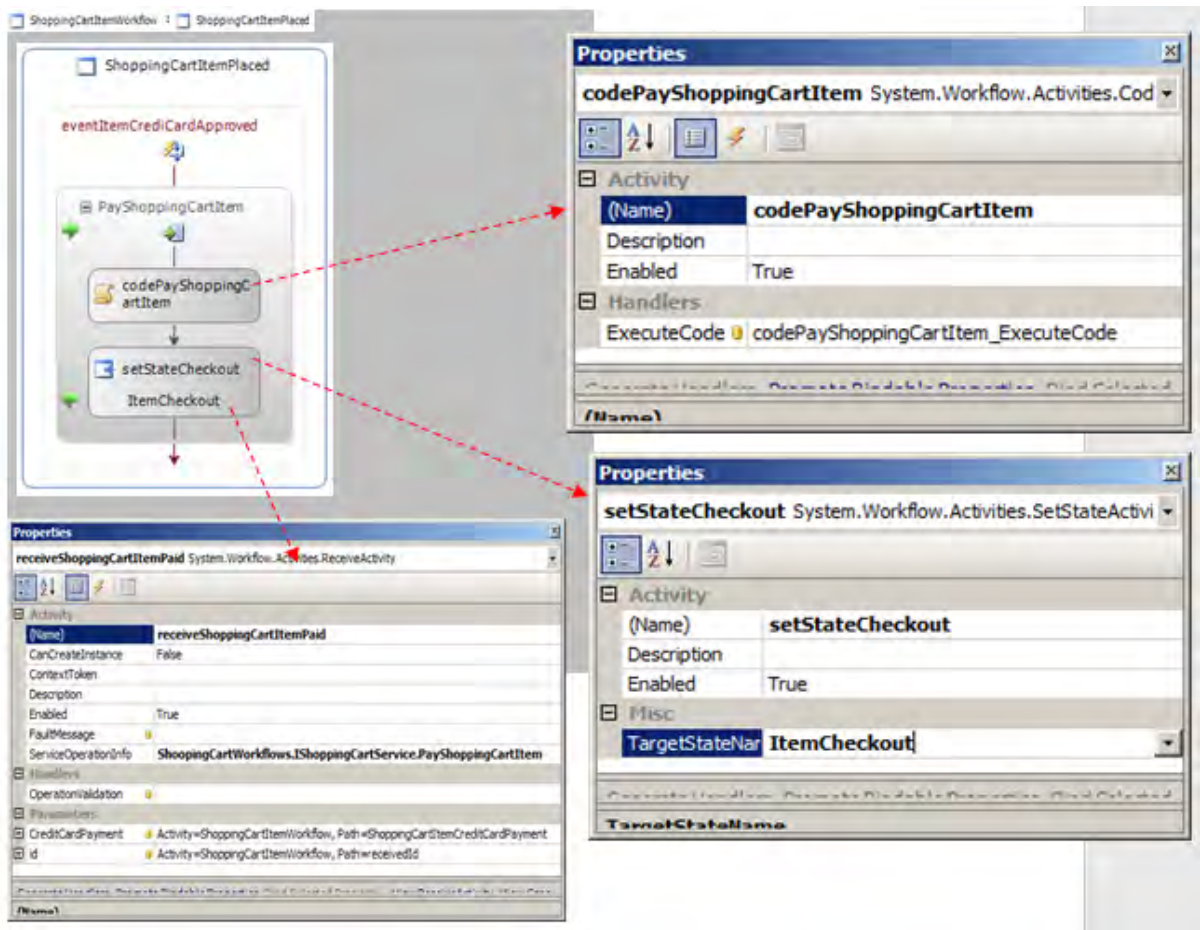 ShoppingCartItemWorkflow : ShoppingCartItemPlaced
ShoppingCartItemPlaced
eventItemCrediCardApproved
PayShoppingCartItem
codePayShoppingC
artItem
setStateCheckout
ItemCheckout
Properties
codePayShoppingCartItem System.Workflow.Activities.Cod
Activity
(Name) codePayShoppingCartItem
Description
Enabled True
Handlers
ExecuteCode codePayShoppingCartItem_ExecuteCode
(Name)
Properties
setStateCheckout System.Workflow.Activities.SetStateActivi
Activity
(Name) setStateCheckout
Description
Enabled True
Misc
TargetStateNar ItemCheckout
TargetStateName
Properties
receiveShoppingCartItemPaid System.Workflow.Activities.ReceiveActivity
Activity
(Name) receiveShoppingCartItemPaid
CanCreateInstance False
ContextToken
Description
Enabled True
FaultMessage
ServiceOperationInfo ShoopingCartWorkflows.IShoppingCartService.PayShoppingCartItem
Handlers
OperationValidation
Parameters
CreditCardPayment Activity=ShoppingCartItemWorkflow, Path=ShoppingCartItemCreditCardPayment
id Activity=ShoppingCartItemWorkflow, Path=receivedId
(Name)